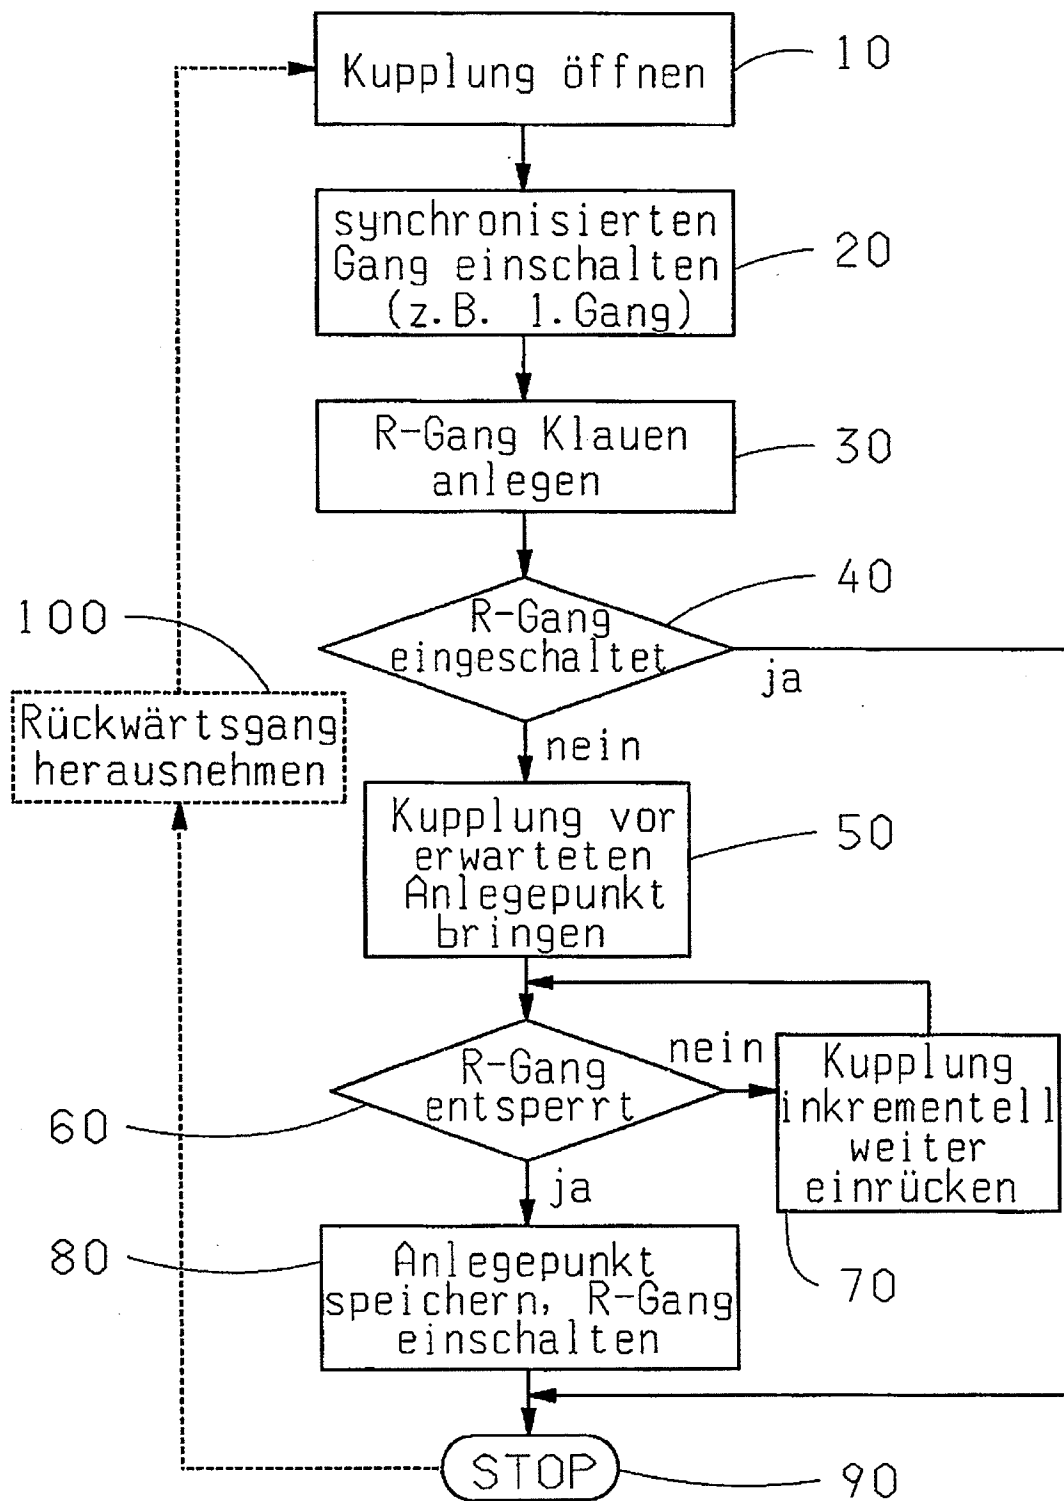 Kupplung öffnen
10
synchronisierten
Gang einschalten
(z.B. 1.Gang)
20
R-Gang Klauen
anlegen
30
R-Gang
eingeschaltet
40
ja
100
Rückwärtsgang
herausnehmen
nein
Kupplung vor
erwarteten
Anlegepunkt
bringen
50
R-Gang
entsperrt
60
nein
Kupplung
inkrementell
weiter
einrücken
70
ja
80
Anlegepunkt
speichern, R-Gang
einschalten
STOP
90